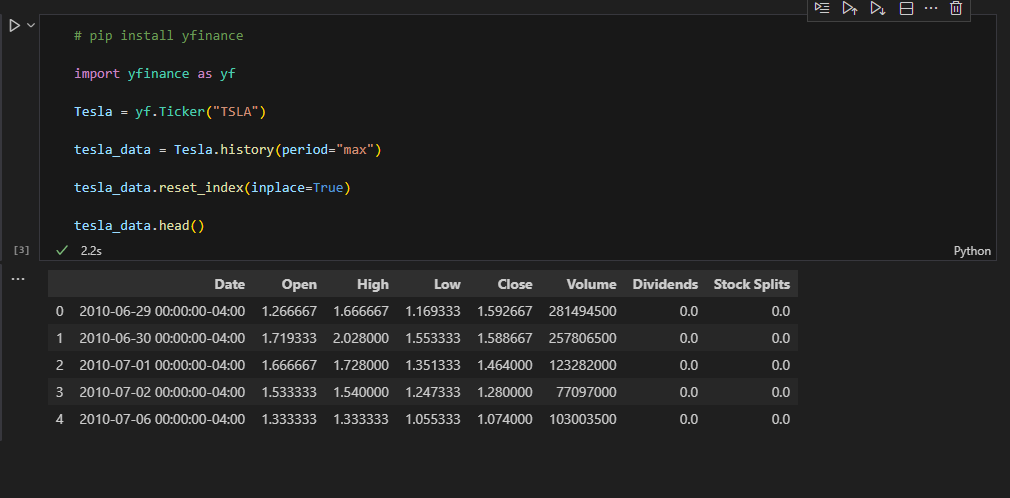 # pip install yfinance
import yfinance as yf
Tesla = yf.Ticker("TSLA")
tesla_data = Tesla.history(period="max")
tesla_data.reset_index(inplace=True)
tesla_data.head()
[3] 2.2s Python
Date Open High Low Close Volume Dividends Stock Splits
0 2010-06-29 00:00:00-04:00 1.266667 1.666667 1.169333 1.592667 281494500 0.0 0.0
1 2010-06-30 00:00:00-04:00 1.719333 2.028000 1.553333 1.588667 257806500 0.0 0.0
2 2010-07-01 00:00:00-04:00 1.666667 1.728000 1.351333 1.464000 123282000 0.0 0.0
3 2010-07-02 00:00:00-04:00 1.533333 1.540000 1.247333 1.280000 77097000 0.0 0.0
4 2010-07-06 00:00:00-04:00 1.333333 1.333333 1.055333 1.074000 103003500 0.0 0.0